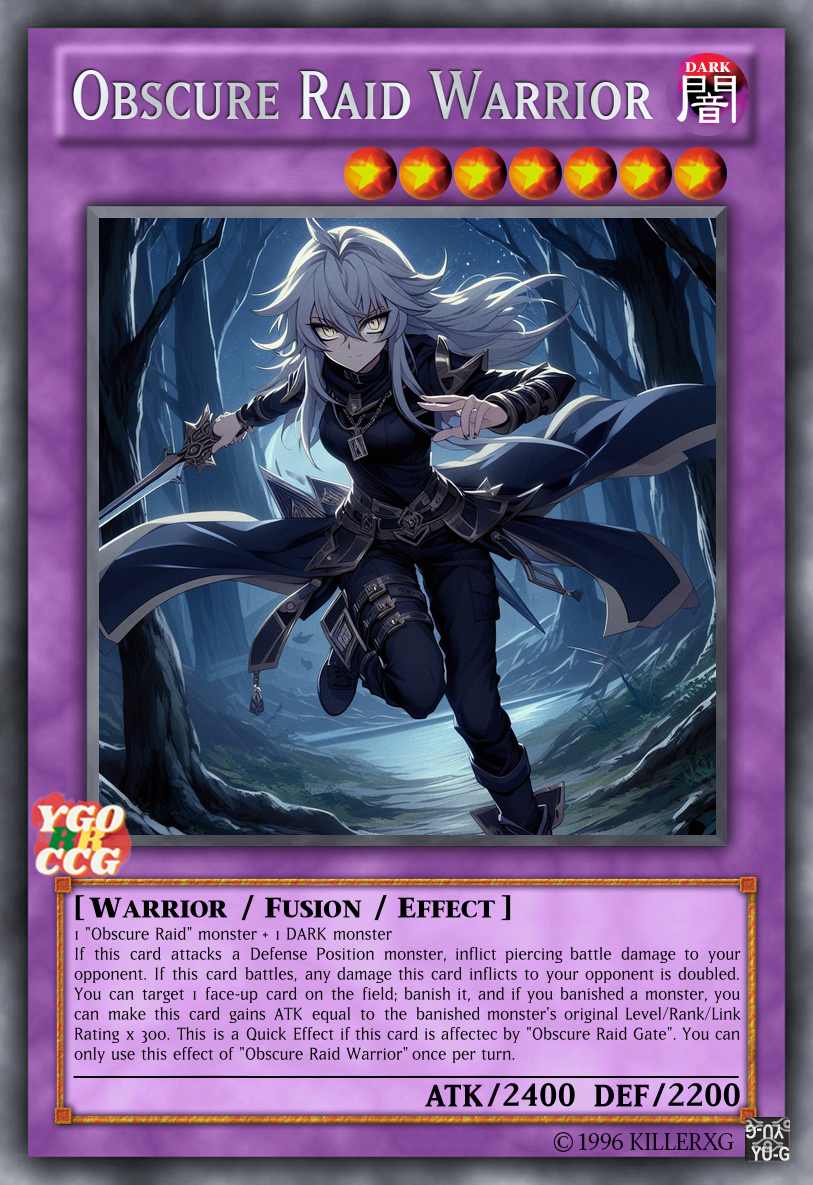 Obscure Raid Warrior
DARK
闇
YGO
RR
CCG
[ Warrior / Fusion / Effect ]
1 "Obscure Raid" monster + 1 DARK monster
If this card attacks a Defense Position monster, inflict piercing battle damage to your
opponent. If this card battles, any damage this card inflicts to your opponent is doubled.
You can target 1 face-up card on the field; banish it, and if you banished a monster, you
can make this card gains ATK equal to the banished monster's original Level/Rank/Link
Rating x 300. This is a Quick Effect if this card is affectec by "Obscure Raid Gate". You can
only use this effect of "Obscure Raid Warrior" once per turn.
ATK/2400 DEF/2200
© 1996 KILLERXG
YU-G
YU-G